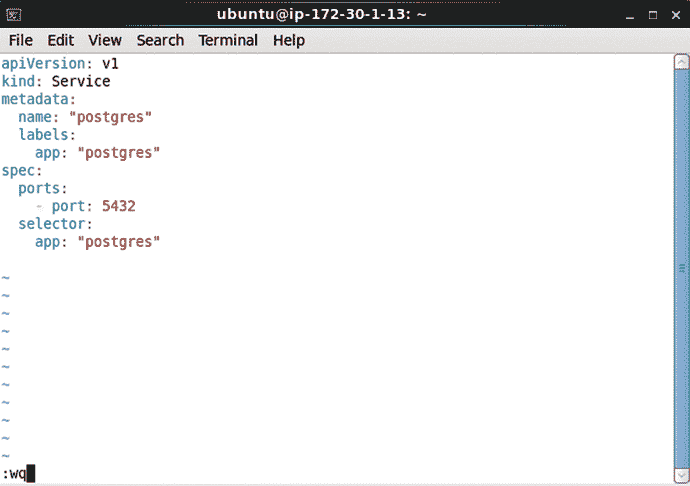 ubuntu@ip-172-30-1-13: ~
File Edit View Search Terminal Help
apiVersion: v1
kind: Service
metadata:
  name: "postgres"
  labels:
    app: "postgres"
spec:
  ports:
    - port: 5432
  selector:
    app: "postgres"
~
~
~
~
~
~
~
~
~
~
~
:wq